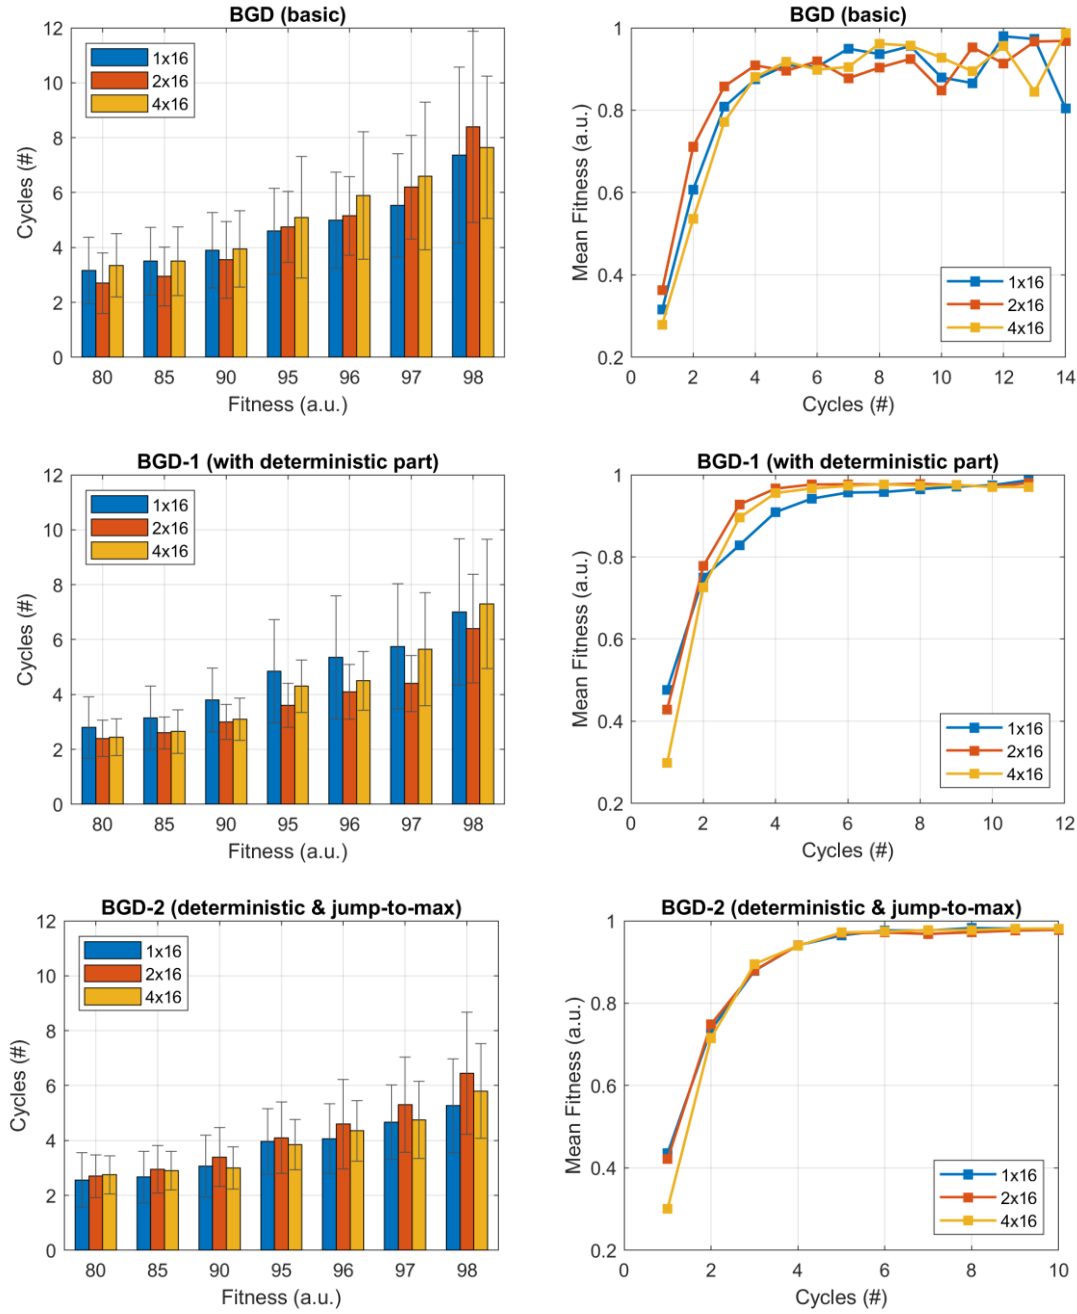 BGD (basic)
12
10
8
6
4
2
0
Cycles (#)
1x16
2x16
4x16
80 85 90 95 96 97 98
Fitness (a.u.)
BGD (basic)
1
0.8
0.6
0.4
0.2
Mean Fitness (a.u.)
1x16
2x16
4x16
0 2 4 6 8 10 12 14
Cycles (#)
BGD-1 (with deterministic part)
12
10
8
6
4
2
0
Cycles (#)
1x16
2x16
4x16
80 85 90 95 96 97 98
Fitness (a.u.)
BGD-1 (with deterministic part)
1
0.8
0.6
0.4
0.2
Mean Fitness (a.u.)
1x16
2x16
4x16
0 2 4 6 8 10 12
Cycles (#)
BGD-2 (deterministic & jump-to-max)
12
10
8
6
4
2
0
Cycles (#)
1x16
2x16
4x16
80 85 90 95 96 97 98
Fitness (a.u.)
BGD-2 (deterministic & jump-to-max)
1
0.8
0.6
0.4
0.2
Mean Fitness (a.u.)
1x16
2x16
4x16
0 2 4 6 8 10
Cycles (#)